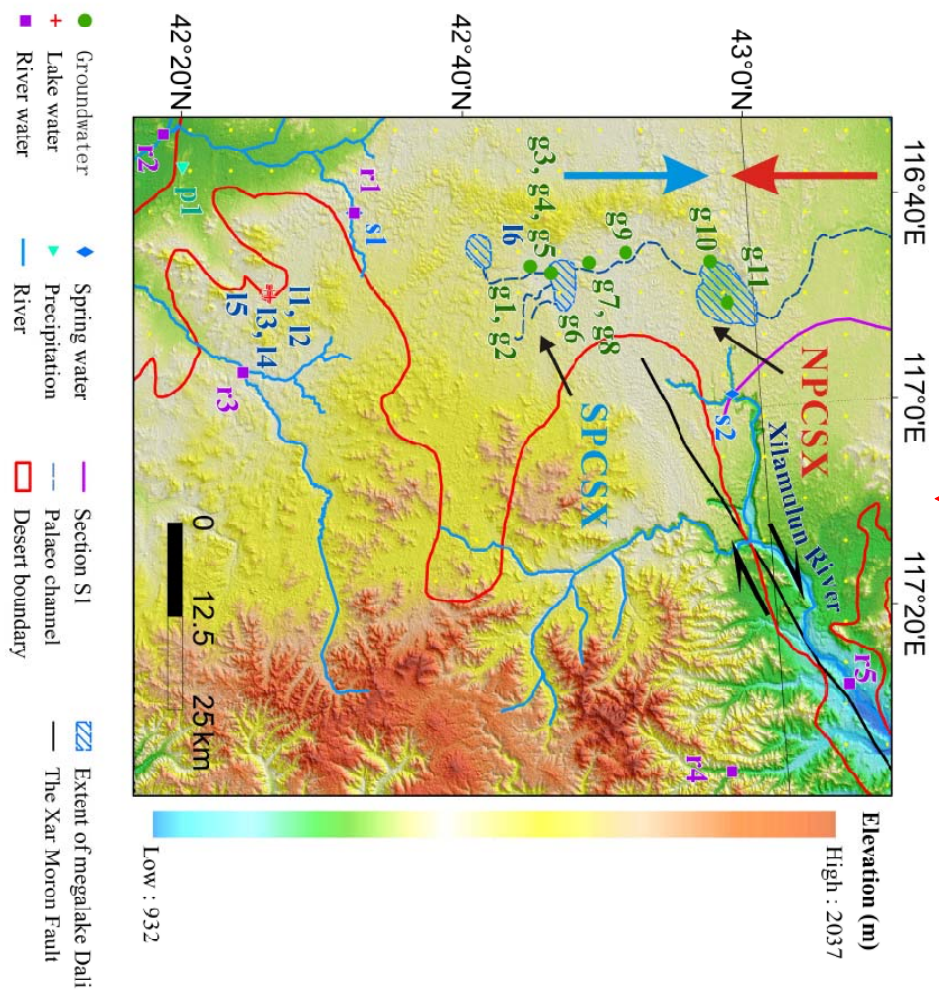 116°40'E
117°0'E
117°20'E
Elevation (m)
High : 2037
Low : 932
43°0'N
42°40'N
42°20'N
r5
NPCSX
Xilamulun River
g11
g10
s2
r4
g9
g7, g8
SPCSX
g6
g3, g4, g5
l6
g1, g2
r1
s1
l1, l2
l3, l4
l5
r3
p1
r2
0 12.5 25 km
Groundwater
Spring water
Section S1
Extent of megalake Dali
Lake water
Precipitation
Palaeo channel
The Xar Moron Fault
River water
River
Desert boundary